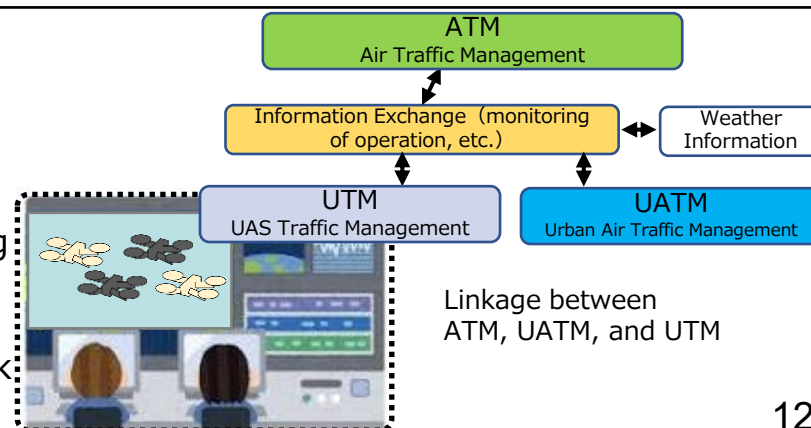 ATM
Air Traffic Management
Information Exchange（monitoring
of operation, etc.）
Weather
Information
UTM
UAS Traffic Management
UATM
Urban Air Traffic Management
g
Linkage between
ATM, UATM, and UTM
k
12